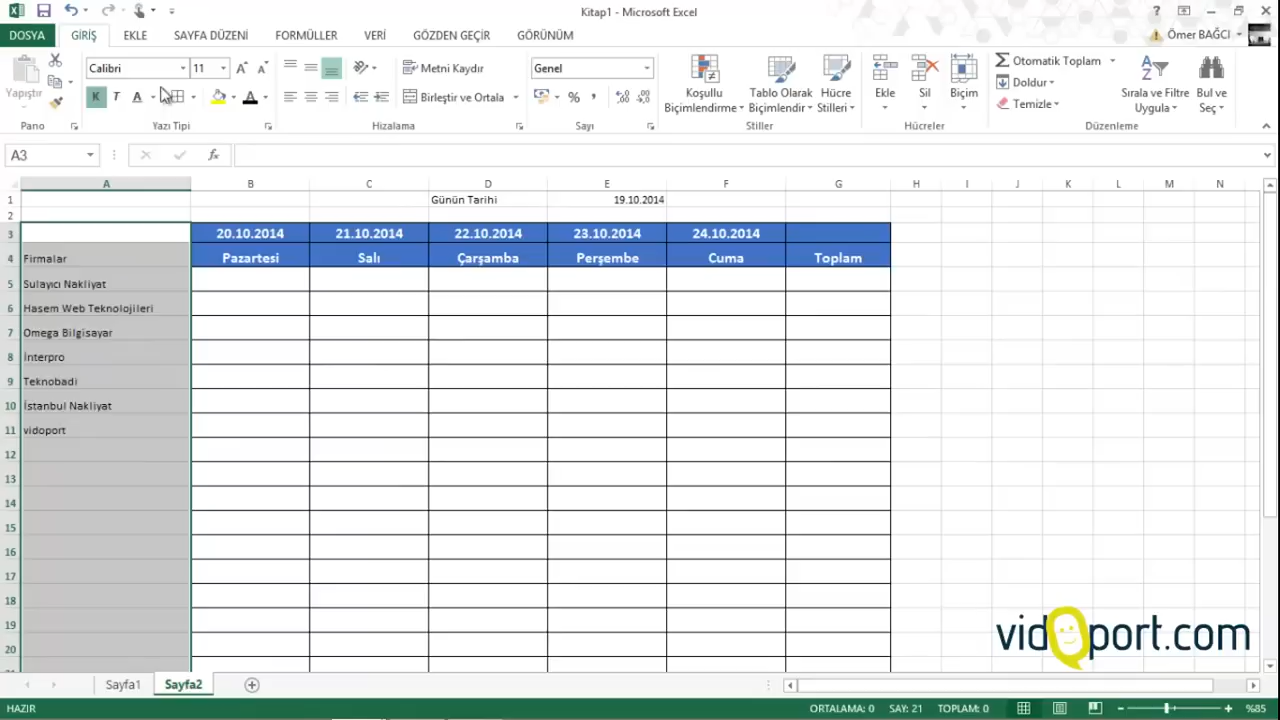 Kitap1 - Microsoft Excel
DOSYA GİRİŞ EKLE SAYFA DÜZENİ FORMÜLLER VERİ GÖZDEN GEÇİR GÖRÜNÜM Ömer BAĞCI
Yapıştır
Calibri 11
K T A
Metni Kaydır
Birleştir ve Ortala
Genel
Koşullu Biçimlendirme
Tablo Olarak Biçimlendir
Hücre Stilleri
Ekle Sil Biçim
Otomatik Toplam
Doldur
Temizle
Sırala ve Filtre Uygula
Bul ve Seç
Pano Yazı Tipi Hizalama Sayı Stiller Hücreler Düzenleme
A3 fx
A B C D E F G H I J K L M N
1 Günün Tarihi 19.10.2014
2
3 20.10.2014 21.10.2014 22.10.2014 23.10.2014 24.10.2014
4 Firmalar Pazartesi Salı Çarşamba Perşembe Cuma Toplam
5 Sulayıcı Nakliyat
6 Hasem Web Teknolojileri
7 Omega Bilgisayar
8 İnterpro
9 Teknobadi
10 İstanbul Nakliyat
11 vidoport
12
13
14
15
16
17
18
19
20
vidoport.com
Sayfa1 Sayfa2
HAZIR ORTALAMA: 0 SAY: 21 TOPLAM: 0 %85